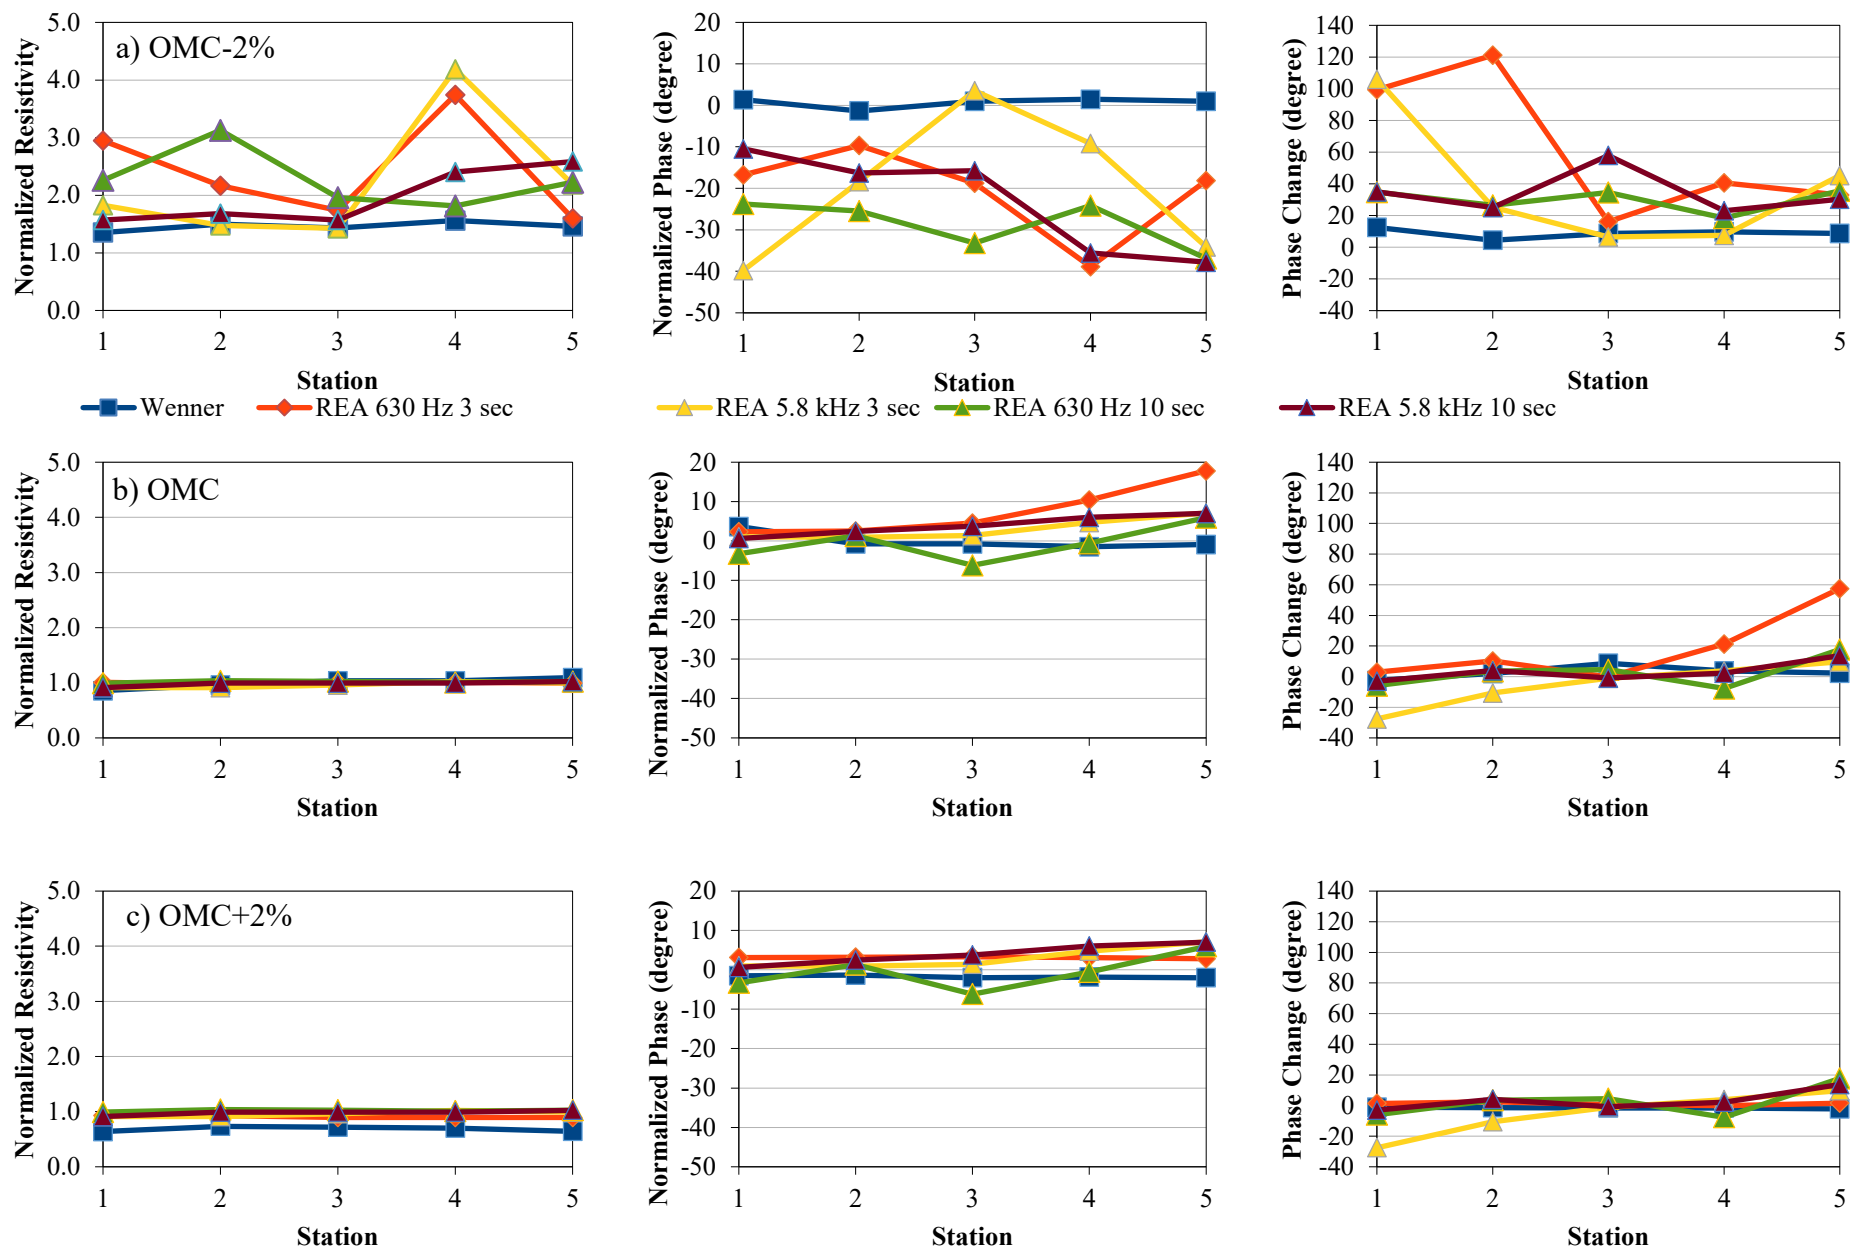 a) OMC-2%
Normalized Resistivity
5.0
4.0
3.0
2.0
1.0
0.0
1 2 3 4 5
Station
Normalized Phase (degree)
20
10
0
-10
-20
-30
-40
-50
1 2 3 4 5
Station
Phase Change (degree)
140
120
100
80
60
40
20
0
-20
-40
1 2 3 4 5
Station
Wenner REA 630 Hz 3 sec REA 5.8 kHz 3 sec REA 630 Hz 10 sec REA 5.8 kHz 10 sec
b) OMC
Normalized Resistivity
5.0
4.0
3.0
2.0
1.0
0.0
1 2 3 4 5
Station
Normalized Phase (degree)
20
10
0
-10
-20
-30
-40
-50
1 2 3 4 5
Station
Phase Change (degree)
140
120
100
80
60
40
20
0
-20
-40
1 2 3 4 5
Station
c) OMC+2%
Normalized Resistivity
5.0
4.0
3.0
2.0
1.0
0.0
1 2 3 4 5
Station
Normalized Phase (degree)
20
10
0
-10
-20
-30
-40
-50
1 2 3 4 5
Station
Phase Change (degree)
140
120
100
80
60
40
20
0
-20
-40
1 2 3 4 5
Station